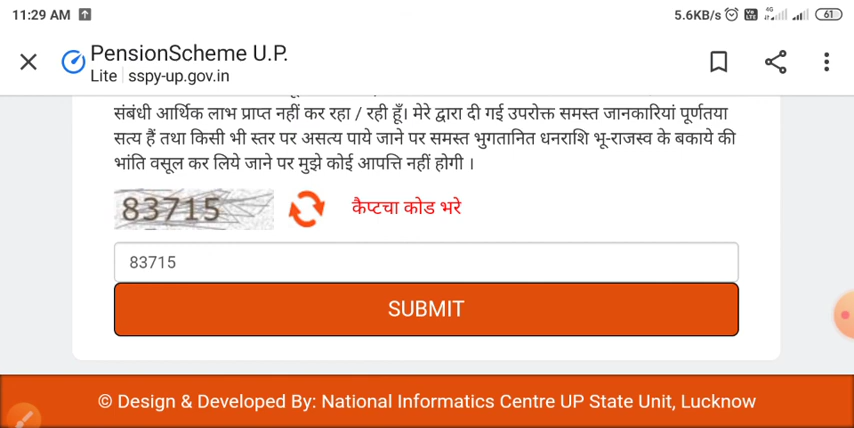 11:29 AM
5.6KB/s 4G 61
PensionScheme U.P.
Lite sspy-up.gov.in
संबंधी आर्थिक लाभ प्राप्त नहीं कर रहा / रही हूँ। मेरे द्वारा दी गई उपरोक्त समस्त जानकारियां पूर्णतया
सत्य हैं तथा किसी भी स्तर पर असत्य पाये जाने पर समस्त भुगतानित धनराशि भू-राजस्व के बकाये की
भांति वसूल कर लिये जाने पर मुझे कोई आपत्ति नहीं होगी ।
83715 कैप्टचा कोड भरे
83715
SUBMIT
© Design & Developed By: National Informatics Centre UP State Unit, Lucknow